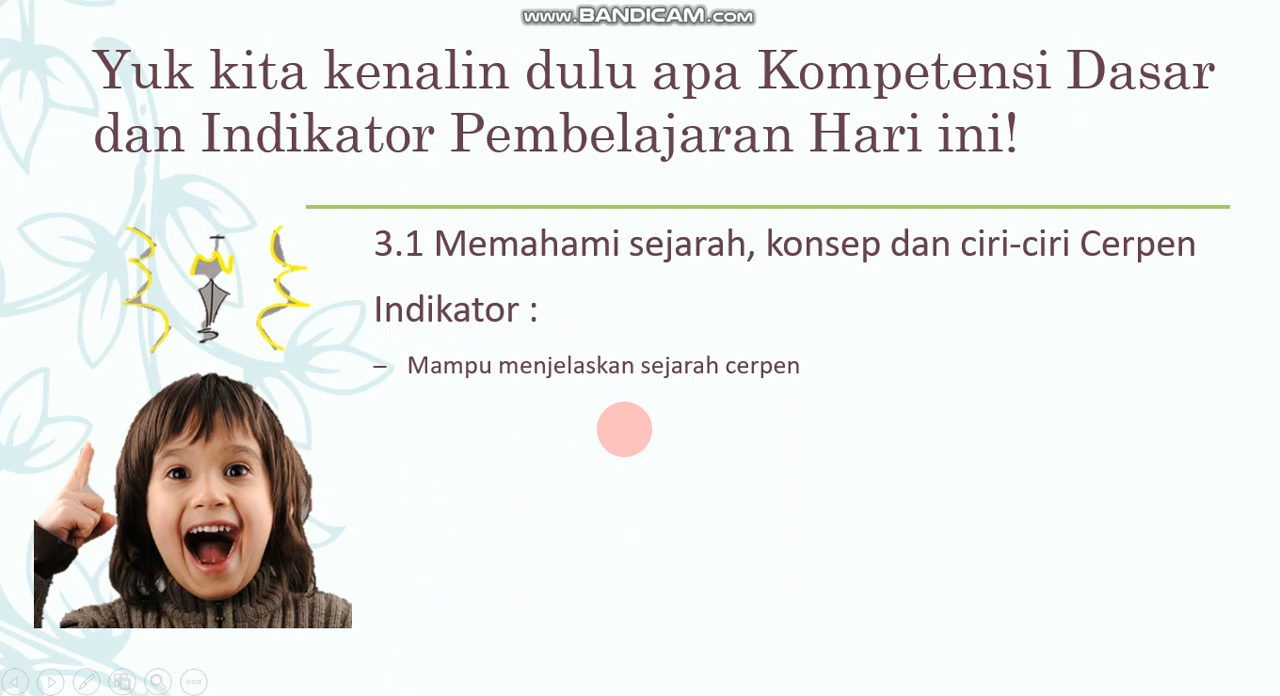 www.BANDICAM.com
Yuk kita kenalin dulu apa Kompetensi Dasar
dan Indikator Pembelajaran Hari ini!
3.1 Memahami sejarah, konsep dan ciri-ciri Cerpen
Indikator :
– Mampu menjelaskan sejarah cerpen